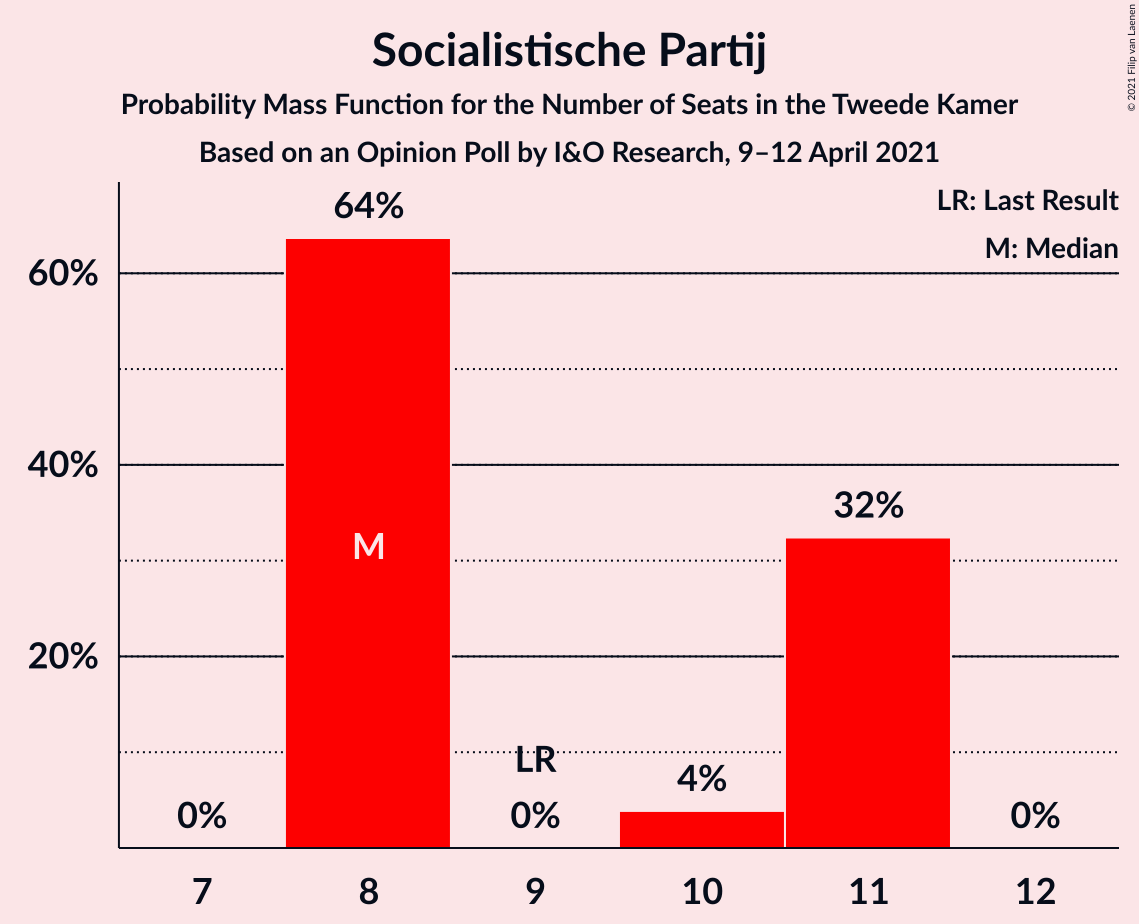 Socialistische Partij
Probability Mass Function for the Number of Seats in the Tweede Kamer
Based on an Opinion Poll by I&O Research, 9–12 April 2021
© 2021 Filip van Laenen
LR: Last Result
M: Median
60%
40%
20%
0%
64%
M
LR
0%
4%
32%
0%
7
8
9
10
11
12